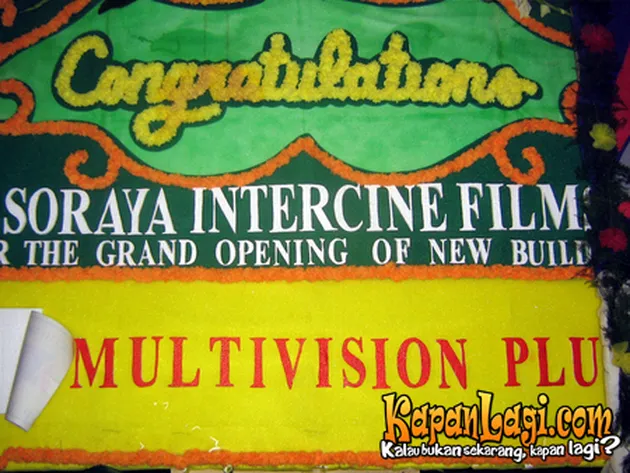 Congratulations
SORAYA INTERCINE FILMS
R THE GRAND OPENING OF NEW BUILD
MULTIVISION PLU
KapanLagi.com
Kalau bukan sekarang, kapan lagi?